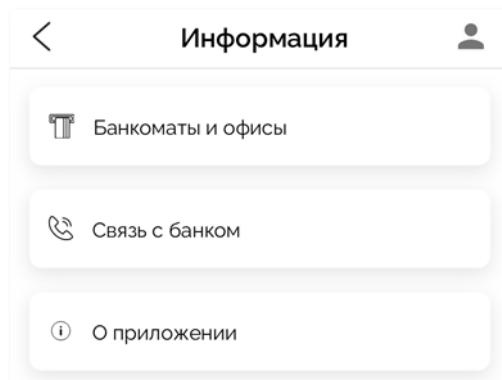 Информация
Банкоматы и офисы
Связь с банком
О приложении